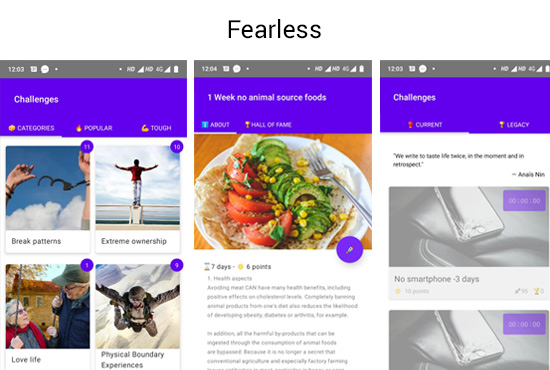 Fearless
12:03
HD HD 4G
Challenges
CATEGORIES
POPULAR
TOUGH
11
Break patterns
10
Extreme ownership
1
Love life
9
Physical Boundary
Experiences
12:04
HD HD 4G
1 Week no animal source foods
ABOUT
HALL OF FAME
7 days - 6 points
1. Health aspects
Avoiding meat CAN have many health benefits, including
positive effects on cholesterol levels. Completely banning
animal products from one's diet also reduces the likelihood
of developing obesity, diabetes or arthritis, for example.
In addition, all the harmful by-products that can be
ingested through the consumption of animal foods
are bypassed. Because it is no longer a secret that
conventional agriculture and especially factory farming
12:03
HD HD 4G
Challenges
CURRENT
LEGACY
"We write to taste life twice, in the moment and in
retrospect."
~ Anaïs Nin
00 : 00 : 00
No smartphone -3 days
10 points
95
0
00 : 00 : 00